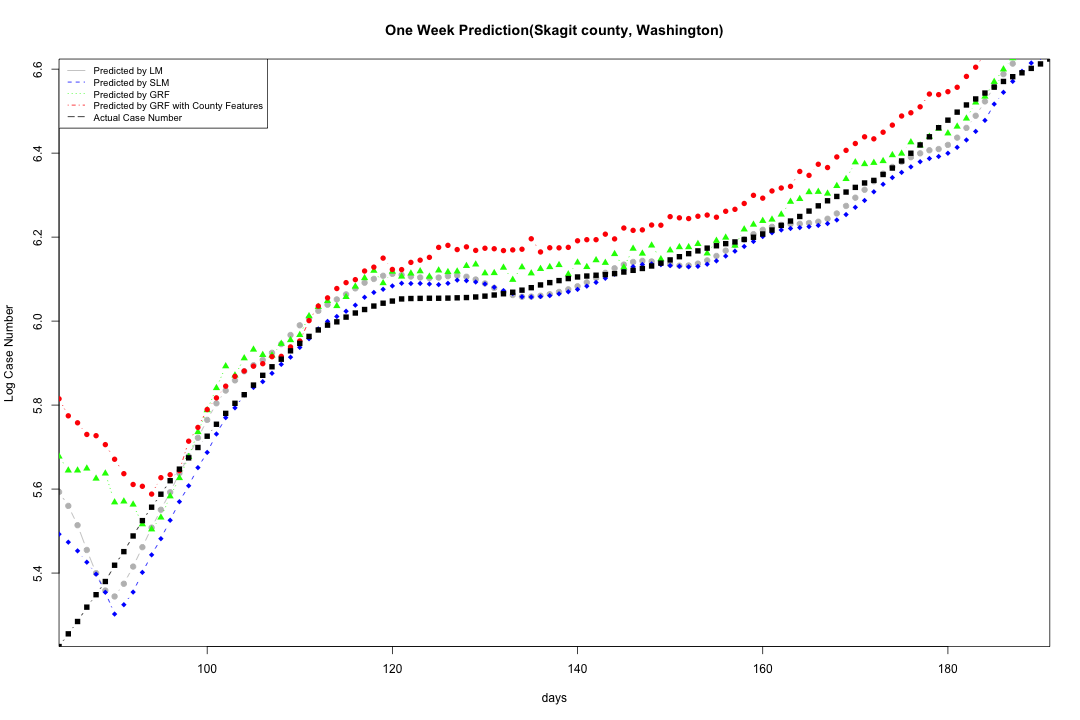 One Week Prediction(Skagit county, Washington)
Predicted by LM
Predicted by SLM
Predicted by GRF
Predicted by GRF with County Features
Actual Case Number
6.6
6.4
6.2
6.0
5.8
5.6
5.4
Log Case Number
100 120 140 160 180
days